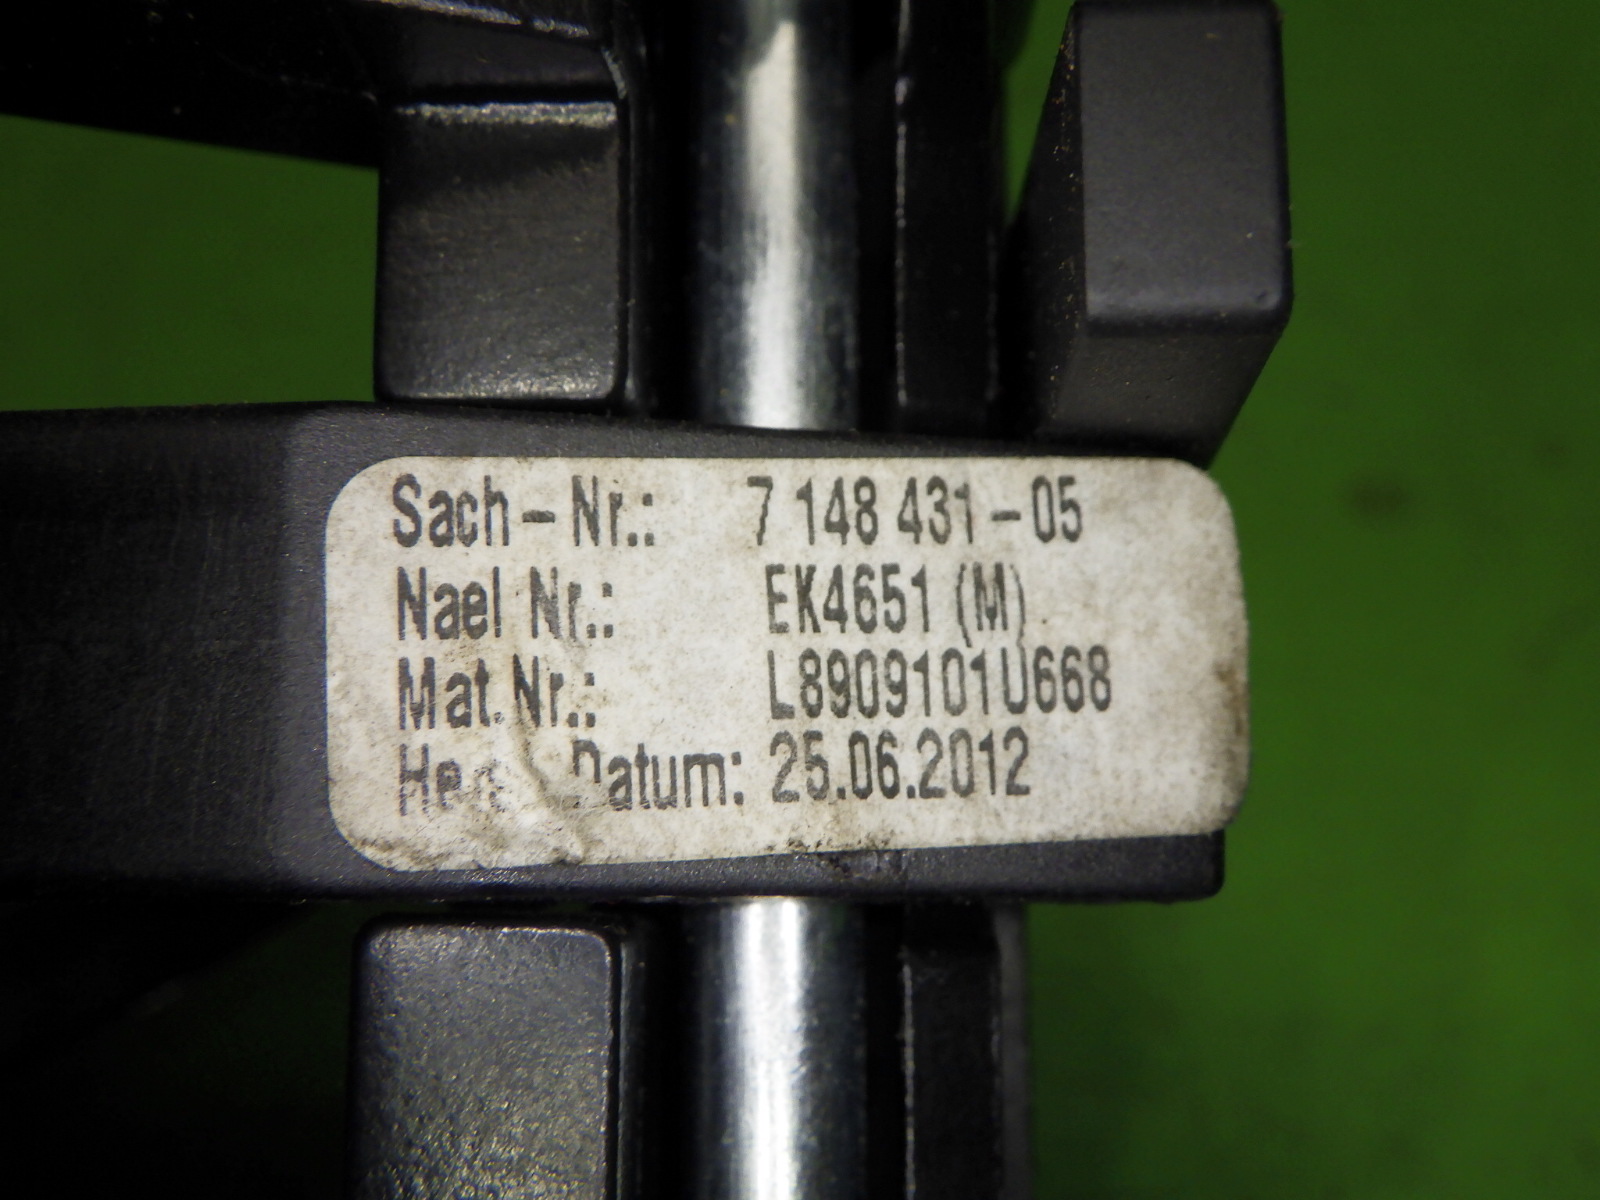 Sach-Nr.: 7 148 431-05
Nael Nr.: EK4651 (M)
Mat.Nr.: L8909101U668
Datum: 25.06.2012